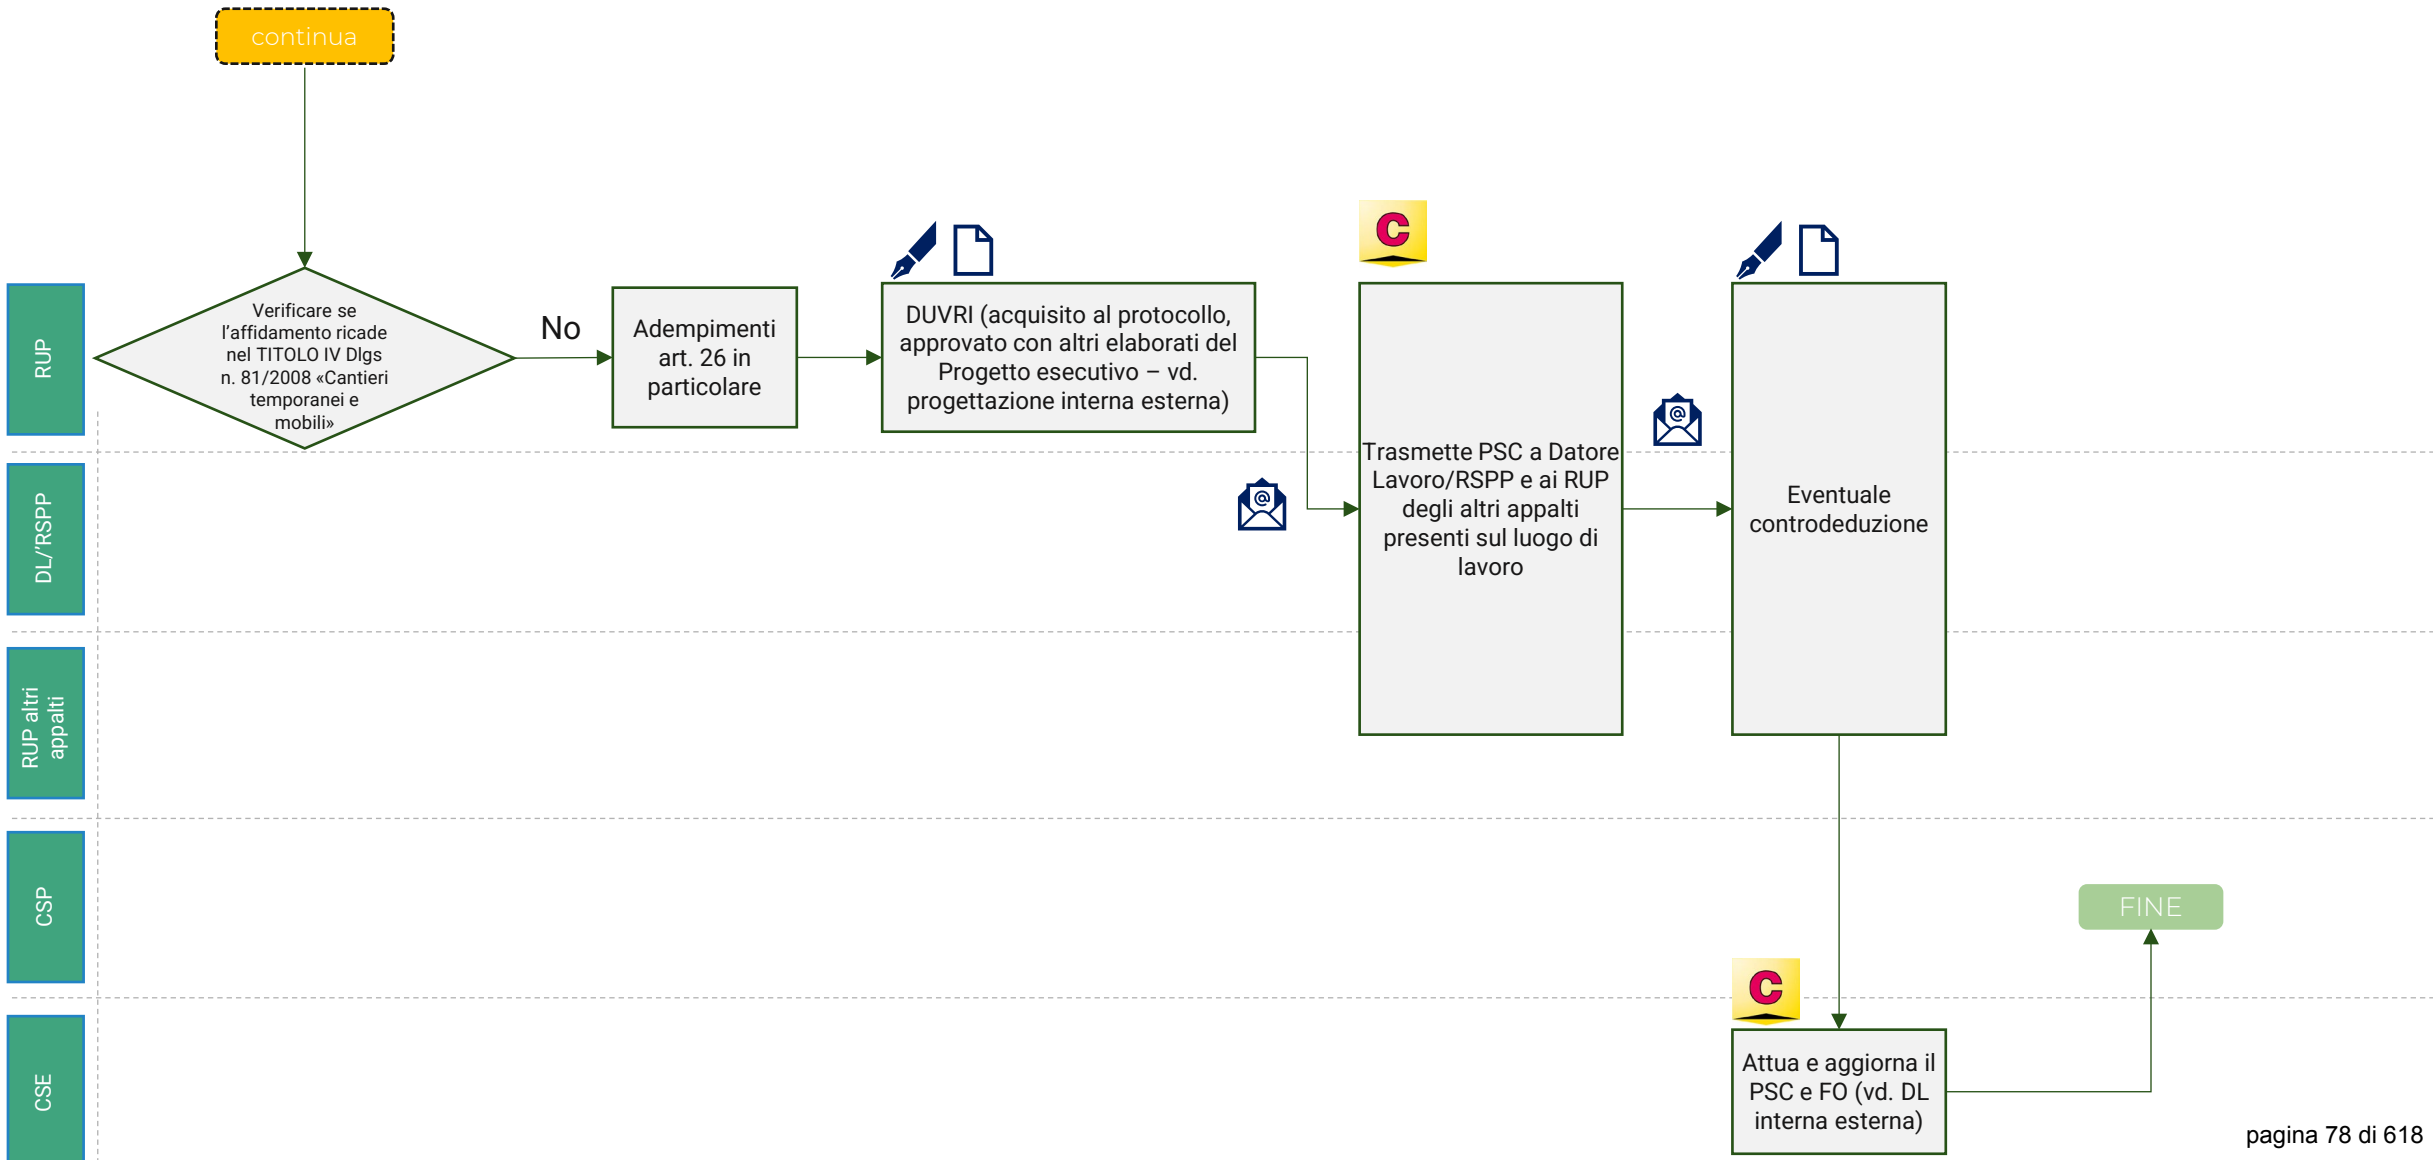 continua
RUP
Verificare se
l’affidamento ricade
nel TITOLO IV Dlgs
n. 81/2008 «Cantieri
temporanei e
mobili»
No
Adempimenti
art. 26 in
particolare
DUVRI (acquisito al protocollo,
approvato con altri elaborati del
Progetto esecutivo – vd.
progettazione interna esterna)
C
Trasmette PSC a Datore
Lavoro/RSPP e ai RUP
degli altri appalti
presenti sul luogo di
lavoro
@
@
Eventuale
controdeduzione
DL/’RSPP
RUP altri
appalti
CSP
FINE
CSE
C
Attua e aggiorna il
PSC e FO (vd. DL
interna esterna)
pagina 78 di 618